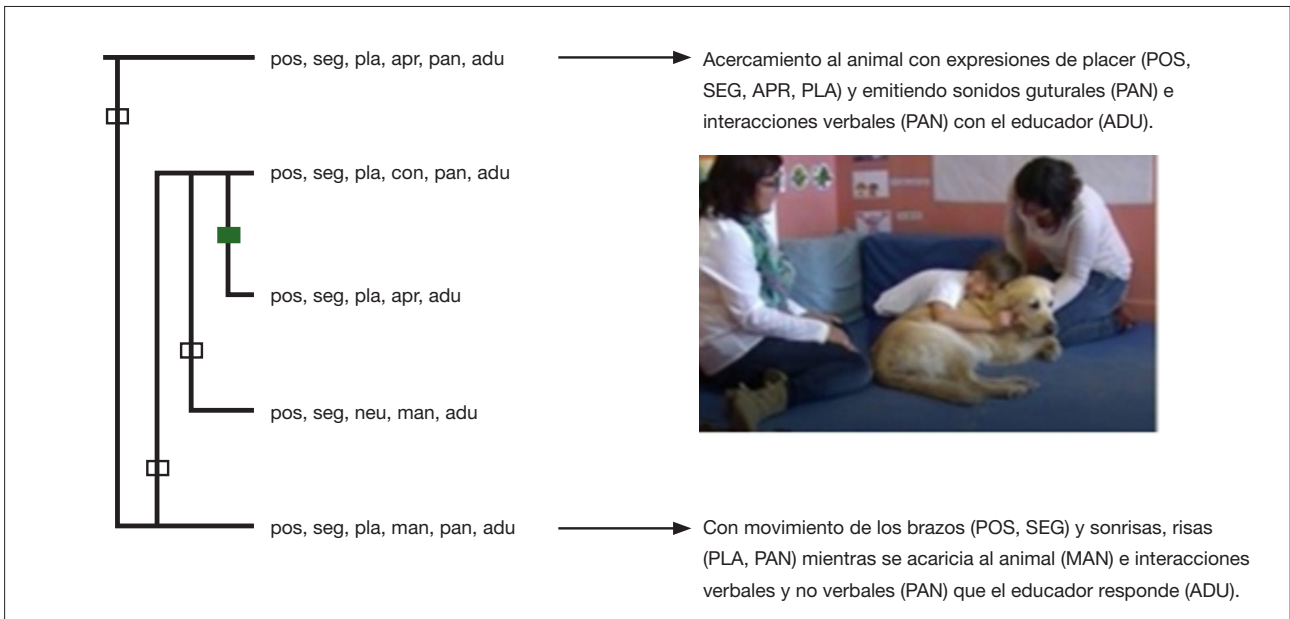 pos, seg, pla, apr, pan, adu
Acercamiento al animal con expresiones de placer (POS,
SEG, APR, PLA) y emitiendo sonidos guturales (PAN) e
interacciones verbales (PAN) con el educador (ADU).
pos, seg, pla, con, pan, adu
pos, seg, pla, apr, adu
pos, seg, neu, man, adu
pos, seg, pla, man, pan, adu
Con movimiento de los brazos (POS, SEG) y sonrisas, risas
(PLA, PAN) mientras se acaricia al animal (MAN) e interacciones
verbales y no verbales (PAN) que el educador responde (ADU).